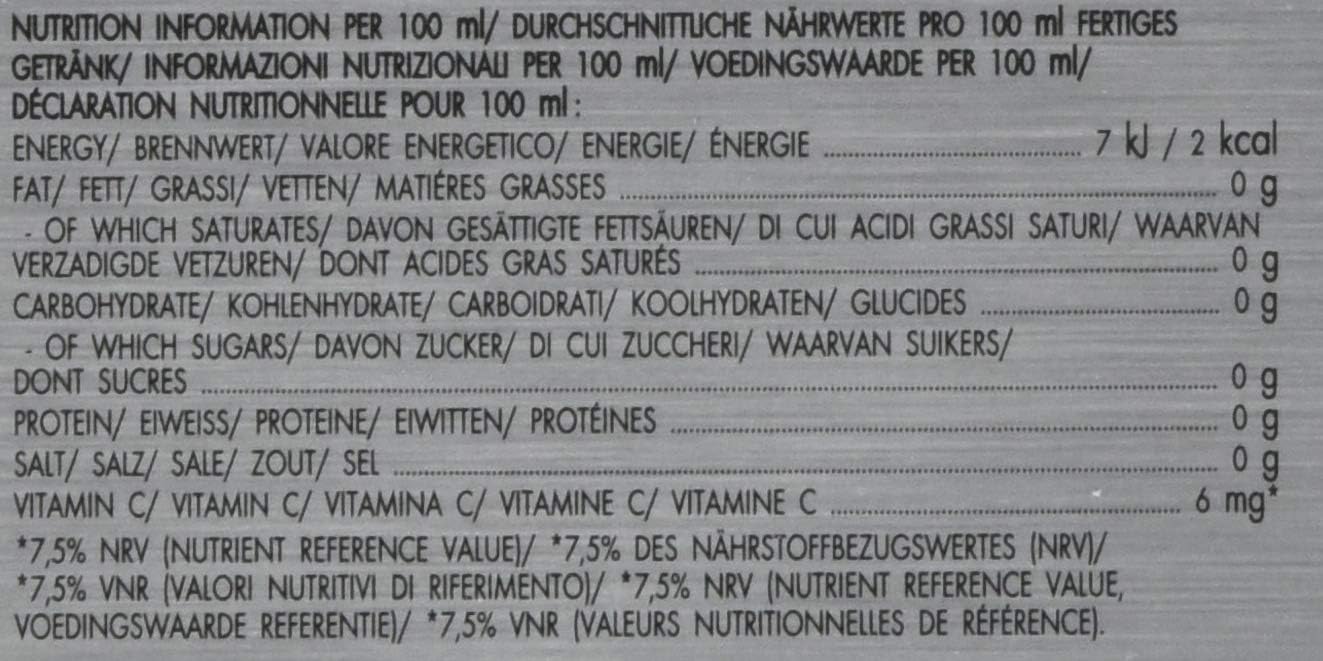 NUTRITION INFORMATION PER 100 ml/ DURCHSCHNITTLICHE NÄHRWERTE PRO 100 ml FERTIGES
GETRÄNK/ INFORMAZIONI NUTRIZIONALI PER 100 ml/ VOEDINGSWAARDE PER 100 ml/
DÉCLARATION NUTRITIONNELLE POUR 100 ml :
ENERGY/ BRENNWERT/ VALORE ENERGETICO/ ENERGIE/ ÉNERGIE ........ 7 kJ / 2 kcal
FAT/ FETT/ GRASSI/ VETTEN/ MATIÉRES GRASSES ........ 0 g
- OF WHICH SATURATES/ DAVON GESÄTTIGTE FETTSÄUREN/ DI CUI ACIDI GRASSI SATURI/ WAARVAN
VERZADIGDE VETZUREN/ DONT ACIDES GRAS SATURÉS ........ 0 g
CARBOHYDRATE/ KOHLENHYDRATE/ CARBOIDRATI/ KOOLHYDRATEN/ GLUCIDES ........ 0 g
- OF WHICH SUGARS/ DAVON ZUCKER/ DI CUI ZUCCHERI/ WAARVAN SUIKERS/
DONT SUCRES ........ 0 g
PROTEIN/ EIWEISS/ PROTEINE/ EIWITTEN/ PROTÉINES ........ 0 g
SALT/ SALZ/ SALE/ ZOUT/ SEL ........ 0 g
VITAMIN C/ VITAMIN C/ VITAMINA C/ VITAMINE C/ VITAMINE C ........ 6 mg*
*7,5% NRV (NUTRIENT REFERENCE VALUE)/ *7,5% DES NÄHRSTOFFBEZUGSWERTES (NRV)/
*7,5% VNR (VALORI NUTRITIVI DI RIFERIMENTO)/ *7,5% NRV (NUTRIENT REFERENCE VALUE,
VOEDINGSWAARDE REFERENTIE)/ *7,5% VNR (VALEURS NUTRITIONNELLES DE RÉFÉRENCE).